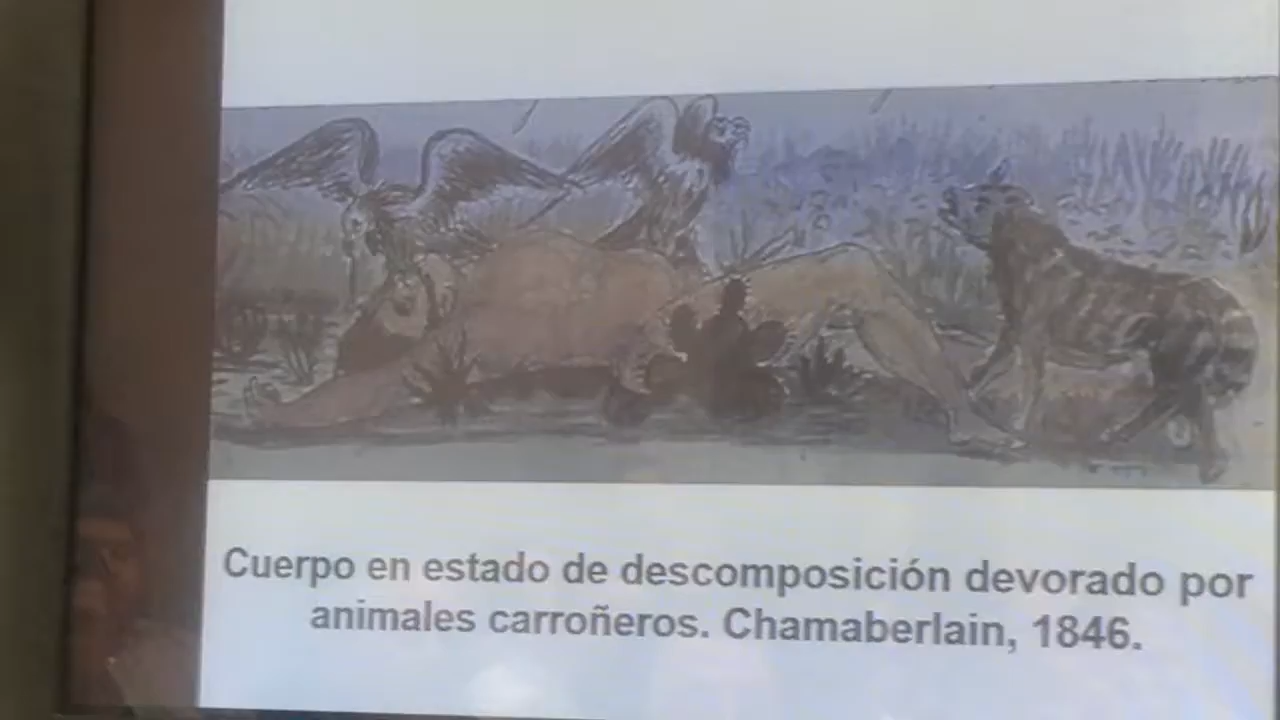 Cuerpo en estado de descomposición devorado por
animales carroñeros. Chamaberlain, 1846.